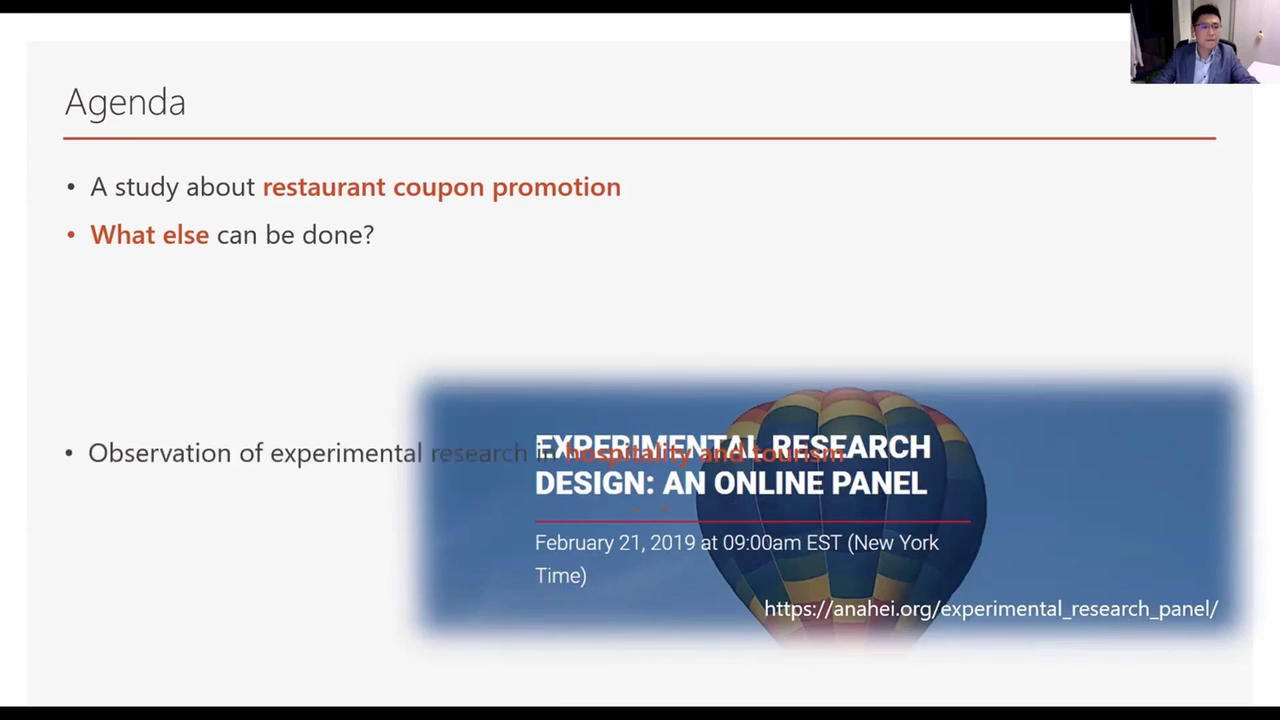 Agenda
• A study about restaurant coupon promotion
• What else can be done?
• Observation of experimental research in hospitality and tourism
EXPERIMENTAL RESEARCH
DESIGN: AN ONLINE PANEL
February 21, 2019 at 09:00am EST (New York
Time)
https://anahei.org/experimental_research_panel/